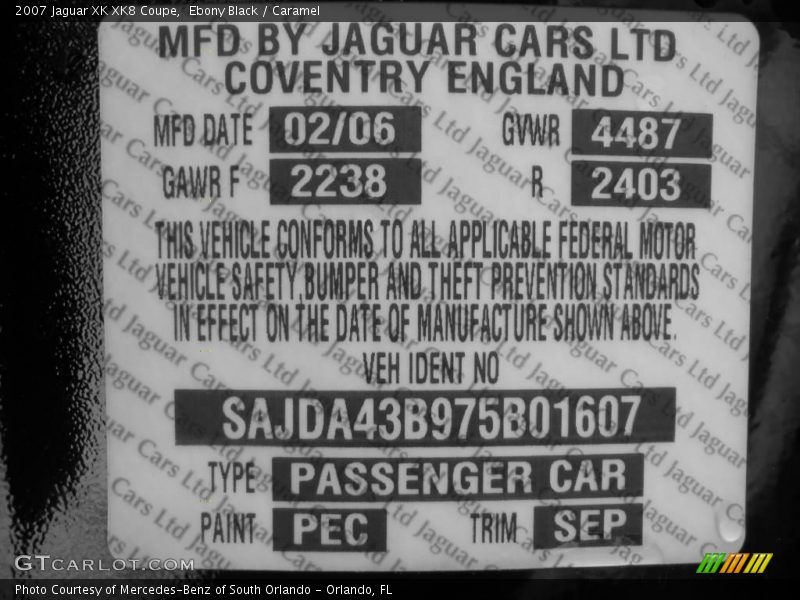 2007 Jaguar XK XK8 Coupe, Ebony Black / Caramel
MFD BY JAGUAR CARS LTD
COVENTRY ENGLAND
MFD DATE 02/06 GVWR 4487
GAWR F 2238 R 2403
THIS VEHICLE CONFORMS TO ALL APPLICABLE FEDERAL MOTOR
VEHICLE SAFETY, BUMPER AND THEFT PREVENTION STANDARDS
IN EFFECT ON THE DATE OF MANUFACTURE SHOWN ABOVE.
VEH IDENT NO
SAJDA43B975B01607
TYPE PASSENGER CAR
PAINT PEC TRIM SEP
GTCARLOT.COM
Photo Courtesy of Mercedes-Benz of South Orlando - Orlando, FL